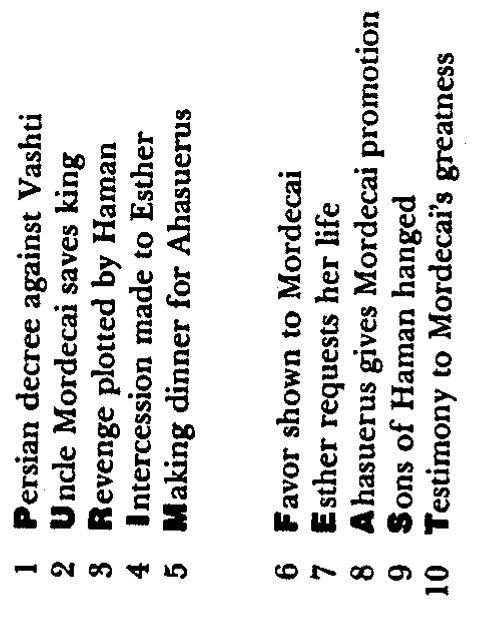 1 Persian decree against Vashti
2 Uncle Mordecai saves king
3 Revenge plotted by Haman
4 Intercession made to Esther
5 Making dinner for Ahasuerus
6 Favor shown to Mordecai
7 Esther requests her life
8 Ahasuerus gives Mordecai promotion
9 Sons of Haman hanged
10 Testimony to Mordecai's greatness